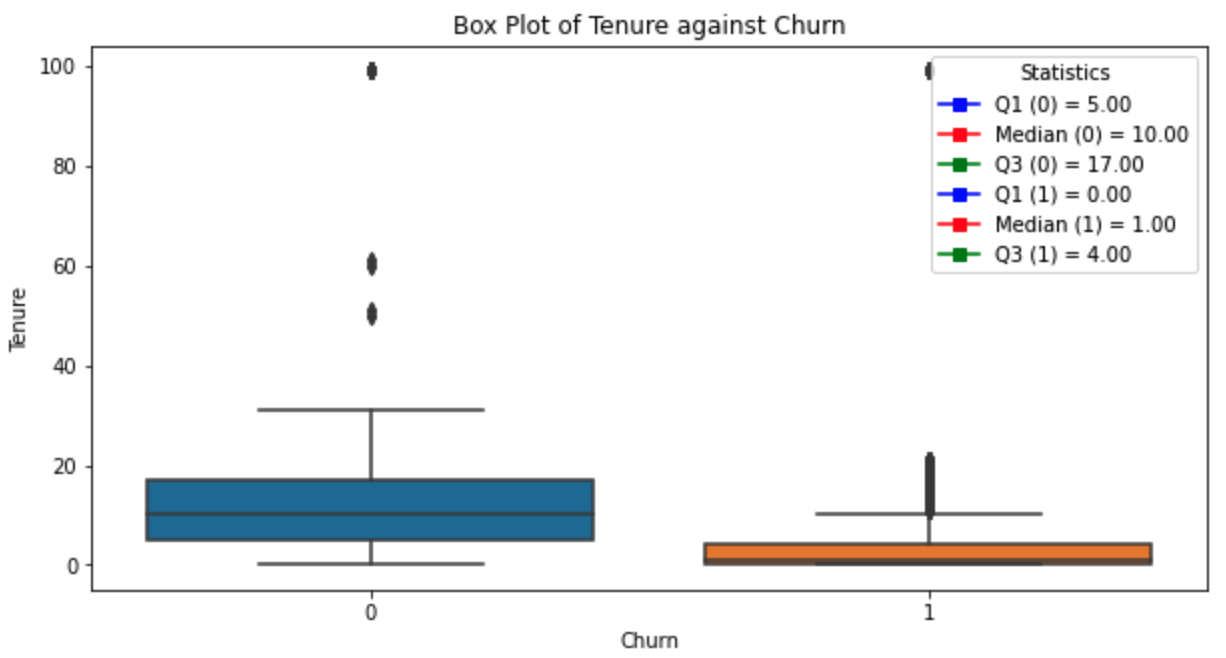 Box Plot of Tenure against Churn
Statistics
Q1 (0) = 5.00
Median (0) = 10.00
Q3 (0) = 17.00
Q1 (1) = 0.00
Median (1) = 1.00
Q3 (1) = 4.00
100
80
60
40
20
0
Tenure
0
1
Churn